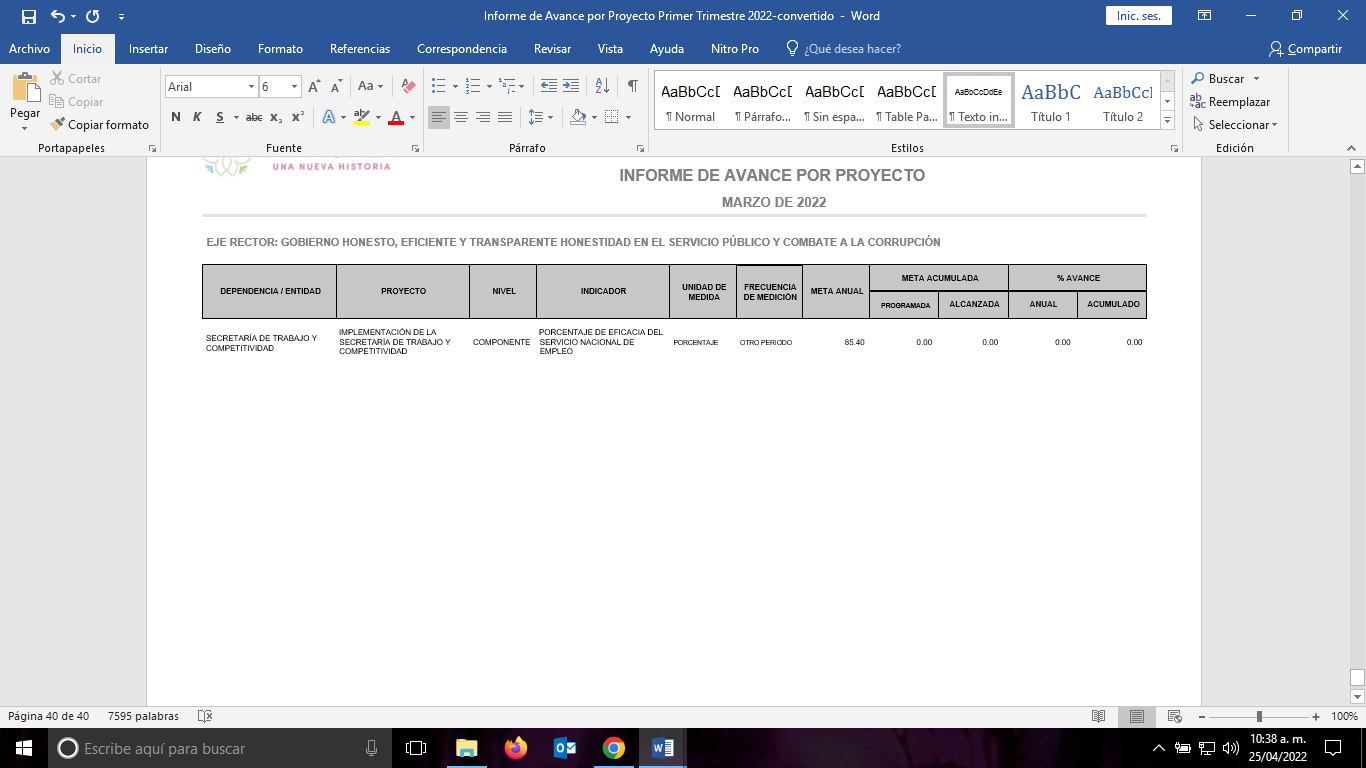 Informe de Avance por Proyecto Primer Trimestre 2022-convertido - Word
Inic. ses.
Archivo Inicio Insertar Diseño Formato Referencias Correspondencia Revisar Vista Ayuda Nitro Pro ¿Qué desea hacer? Compartir
Pegar
Cortar
Copiar
Copiar formato
Portapapeles
Arial 6
Aa
N K S abc x₂ x²
A aby A
Fuente
Párrafo
AaBbCcD AaBbCcD AaBbCcD AaBbCcD AaBbCcDdEe AaBbC AaBbCcI
¶ Normal ¶ Párrafo... ¶ Sin espa... ¶ Table Pa... ¶ Texto in... Título 1 Título 2
Estilos
Buscar
Reemplazar
Seleccionar
Edición
UNA NUEVA HISTORIA
INFORME DE AVANCE POR PROYECTO
MARZO DE 2022
EJE RECTOR: GOBIERNO HONESTO, EFICIENTE Y TRANSPARENTE HONESTIDAD EN EL SERVICIO PÚBLICO Y COMBATE A LA CORRUPCIÓN
DEPENDENCIA / ENTIDAD
PROYECTO
NIVEL
INDICADOR
UNIDAD DE
MEDIDA
FRECUENCIA
DE MEDICIÓN
META ANUAL
META ACUMULADA
PROGRAMADA ALCANZADA
% AVANCE
ANUAL ACUMULADO
SECRETARÍA DE TRABAJO Y
COMPETITIVIDAD
IMPLEMENTACIÓN DE LA
SECRETARÍA DE TRABAJO Y
COMPETITIVIDAD
COMPONENTE
PORCENTAJE DE EFICACIA DEL
SERVICIO NACIONAL DE
EMPLEO
PORCENTAJE
OTRO PERIODO
85.40
0.00
0.00
0.00
0.00
Página 40 de 40 7595 palabras
100%
Escribe aquí para buscar
10:38 a. m.
25/04/2022